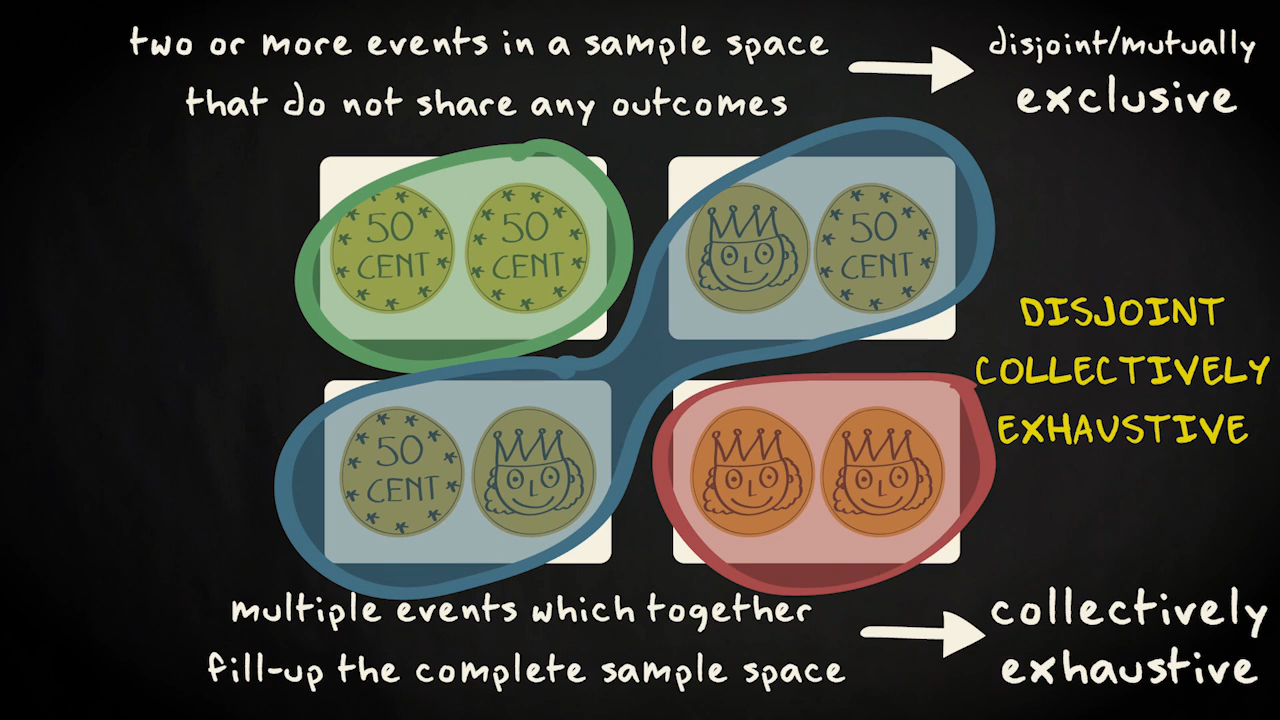 two or more events in a sample space
that do not share any outcomes
disjoint/mutually
exclusive
50
CENT
50
CENT
50
CENT
DISJOINT
COLLECTIVELY
EXHAUSTIVE
50
CENT
multiple events which together
fill-up the complete sample space
collectively
exhaustive